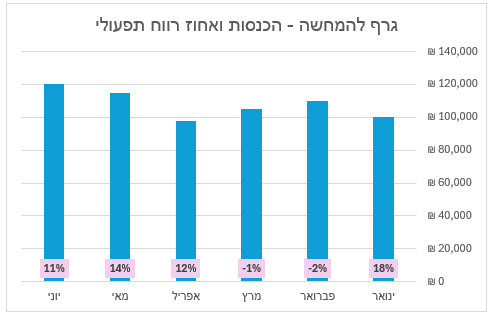 גרף להמחשה - הכנסות ואחוז רווח תפעולי
₪ 140,000
₪ 120,000
₪ 100,000
₪ 80,000
₪ 60,000
₪ 40,000
₪ 20,000
₪ 0
18%
-2%
-1%
12%
14%
11%
ינואר
פברואר
מרץ
אפריל
מאי
יוני